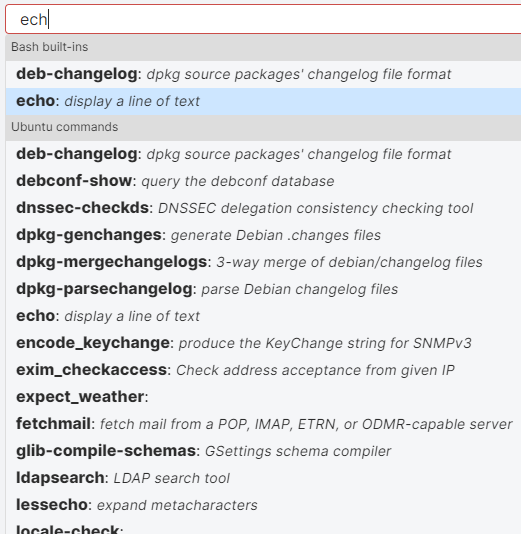 ech
Bash built-ins
deb-changelog: dpkg source packages' changelog file format
echo: display a line of text
Ubuntu commands
deb-changelog: dpkg source packages' changelog file format
debconf-show: query the debconf database
dnssec-checkds: DNSSEC delegation consistency checking tool
dpkg-genchanges: generate Debian .changes files
dpkg-mergechangelogs: 3-way merge of debian/changelog files
dpkg-parsechangelog: parse Debian changelog files
echo: display a line of text
encode_keychange: produce the KeyChange string for SNMPv3
exim_checkaccess: Check address acceptance from given IP
expect_weather:
fetchmail: fetch mail from a POP, IMAP, ETRN, or ODMR-capable server
glib-compile-schemas: GSettings schema compiler
ldapsearch: LDAP search tool
lessecho: expand metacharacters
locale-check: